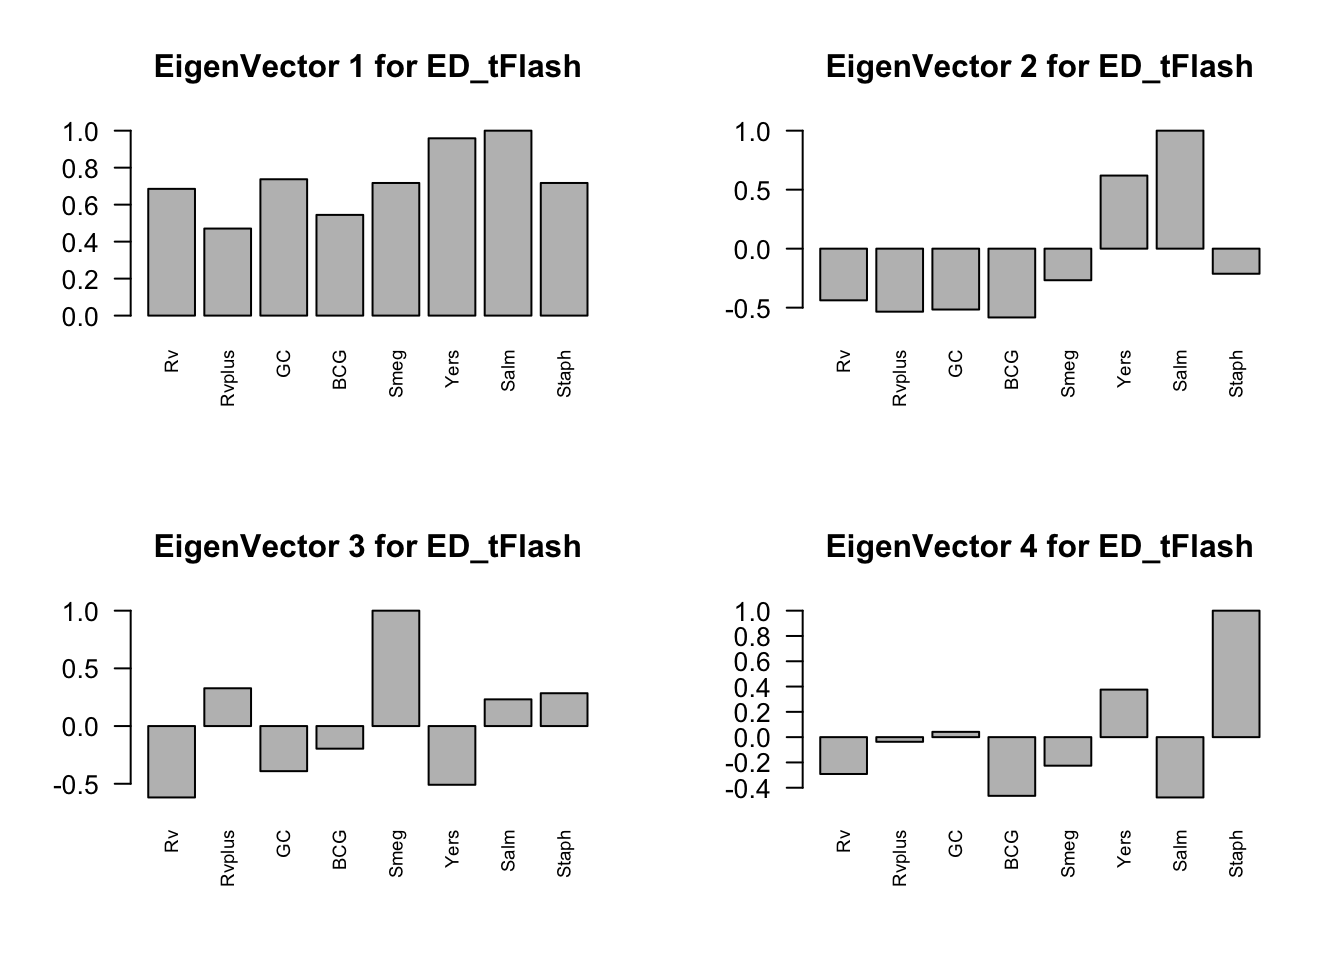 EigenVector 1 for ED_tFlash
1.0
0.8
0.6
0.4
0.2
0.0
Rv
Rvplus
GC
BCG
Smeg
Yers
Salm
Staph
EigenVector 2 for ED_tFlash
1.0
0.5
0.0
-0.5
Rv
Rvplus
GC
BCG
Smeg
Yers
Salm
Staph
EigenVector 3 for ED_tFlash
1.0
0.5
0.0
-0.5
Rv
Rvplus
GC
BCG
Smeg
Yers
Salm
Staph
EigenVector 4 for ED_tFlash
1.0
0.8
0.6
0.4
0.2
0.0
-0.2
-0.4
Rv
Rvplus
GC
BCG
Smeg
Yers
Salm
Staph